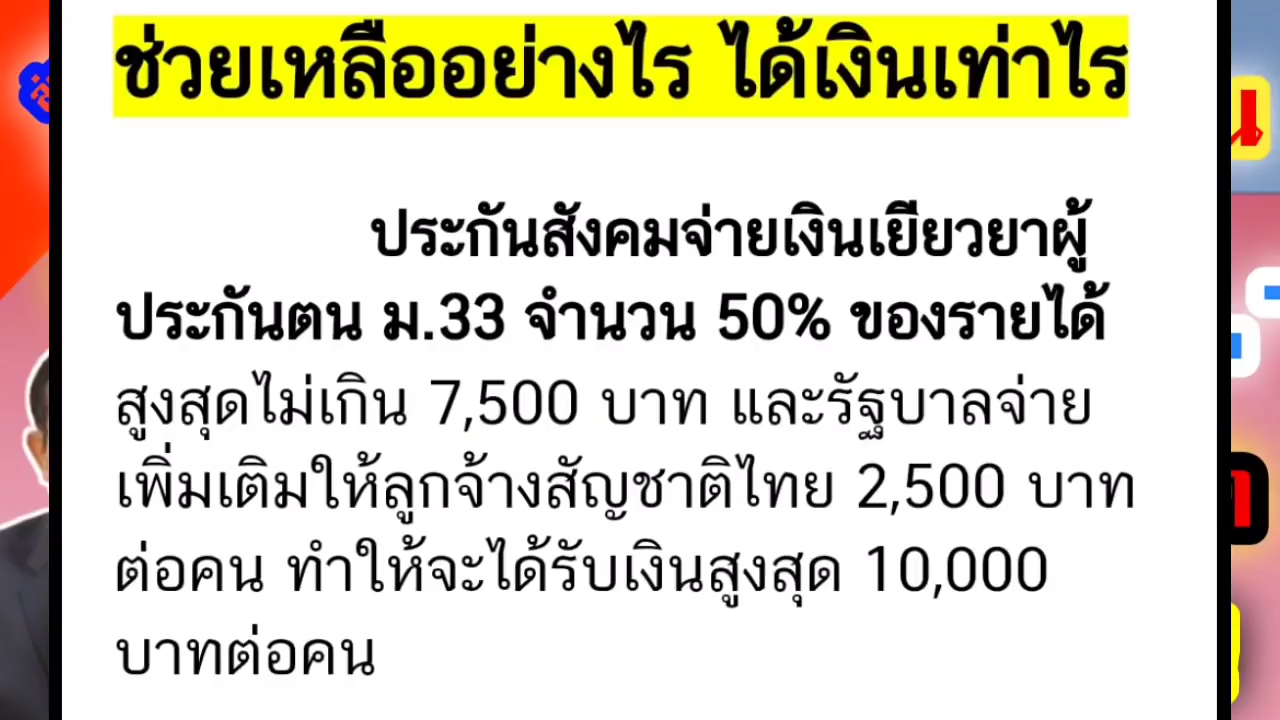 ช่วยเหลืออย่างไร ได้เงินเท่าไร
ประกันสังคมจ่ายเงินเยียวยาผู้
ประกันตน ม.33 จำนวน 50% ของรายได้
สูงสุดไม่เกิน 7,500 บาท และรัฐบาลจ่าย
เพิ่มเติมให้ลูกจ้างสัญชาติไทย 2,500 บาท
ต่อคน ทำให้จะได้รับเงินสูงสุด 10,000
บาทต่อคน